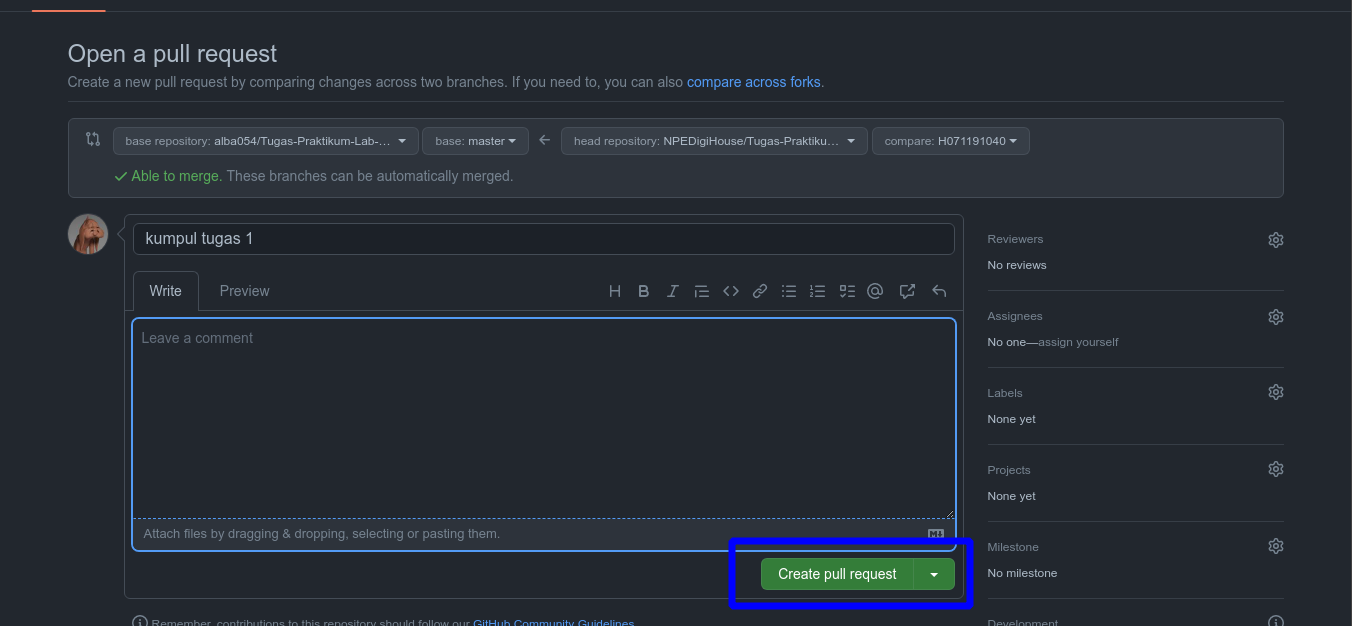 Open a pull request
Create a new pull request by comparing changes across two branches. If you need to, you can also compare across forks.
base repository: alba054/Tugas-Praktikum-Lab-... base: master head repository: NPEDigiHouse/Tugas-Praktiku... compare: H071191040
Able to merge. These branches can be automatically merged.
kumpul tugas 1
Write Preview
Leave a comment
Attach files by dragging & dropping, selecting or pasting them.
Create pull request
Remember, contributions to this repository should follow our GitHub Community Guidelines.
Reviewers
No reviews
Assignees
No one—assign yourself
Labels
None yet
Projects
None yet
Milestone
No milestone
Development